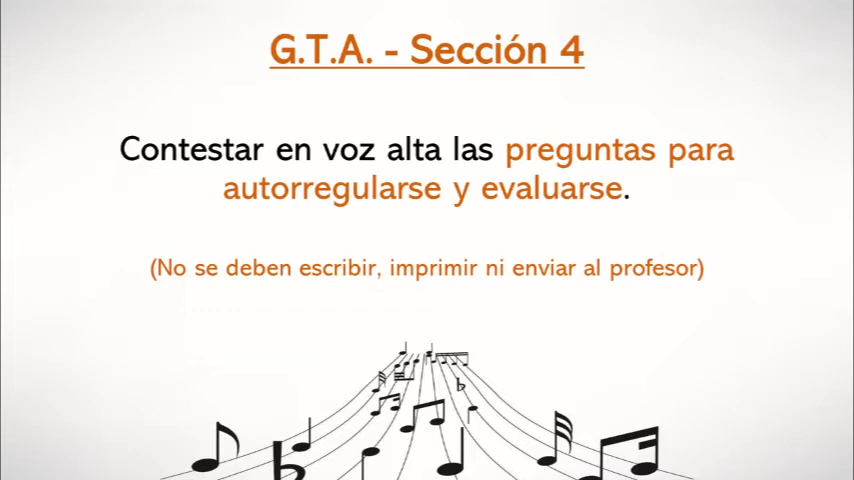 G.T.A. - Sección 4
Contestar en voz alta las preguntas para
autorregularse y evaluarse.
(No se deben escribir, imprimir ni enviar al profesor)